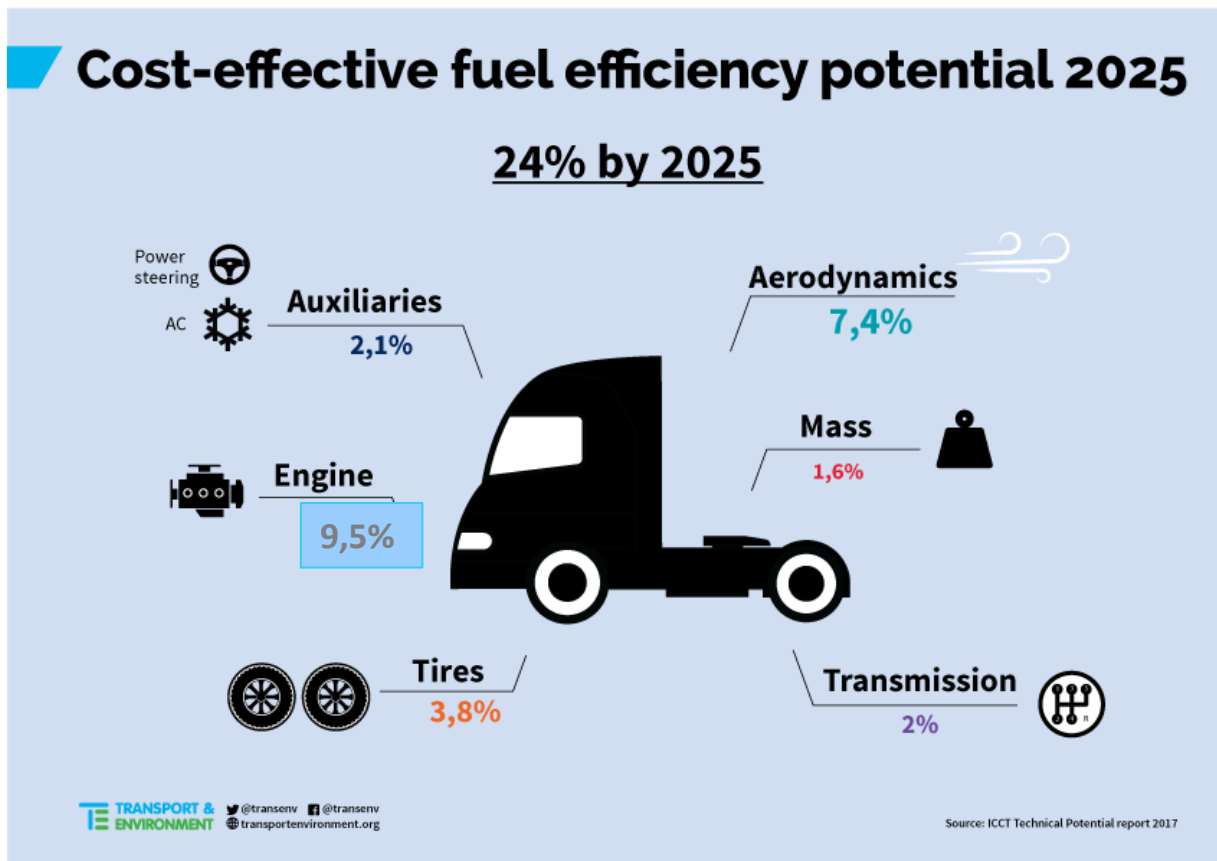 Cost-effective fuel efficiency potential 2025
24% by 2025
Power
steering
AC
Auxiliaries
2,1%
Aerodynamics
7,4%
Mass
1,6%
Engine
9,5%
Tires
3,8%
Transmission
2%
R
TRANSPORT &
ENVIRONMENT
@transenv @transenv
transportenvironment.org
Source: ICCT Technical Potential report 2017